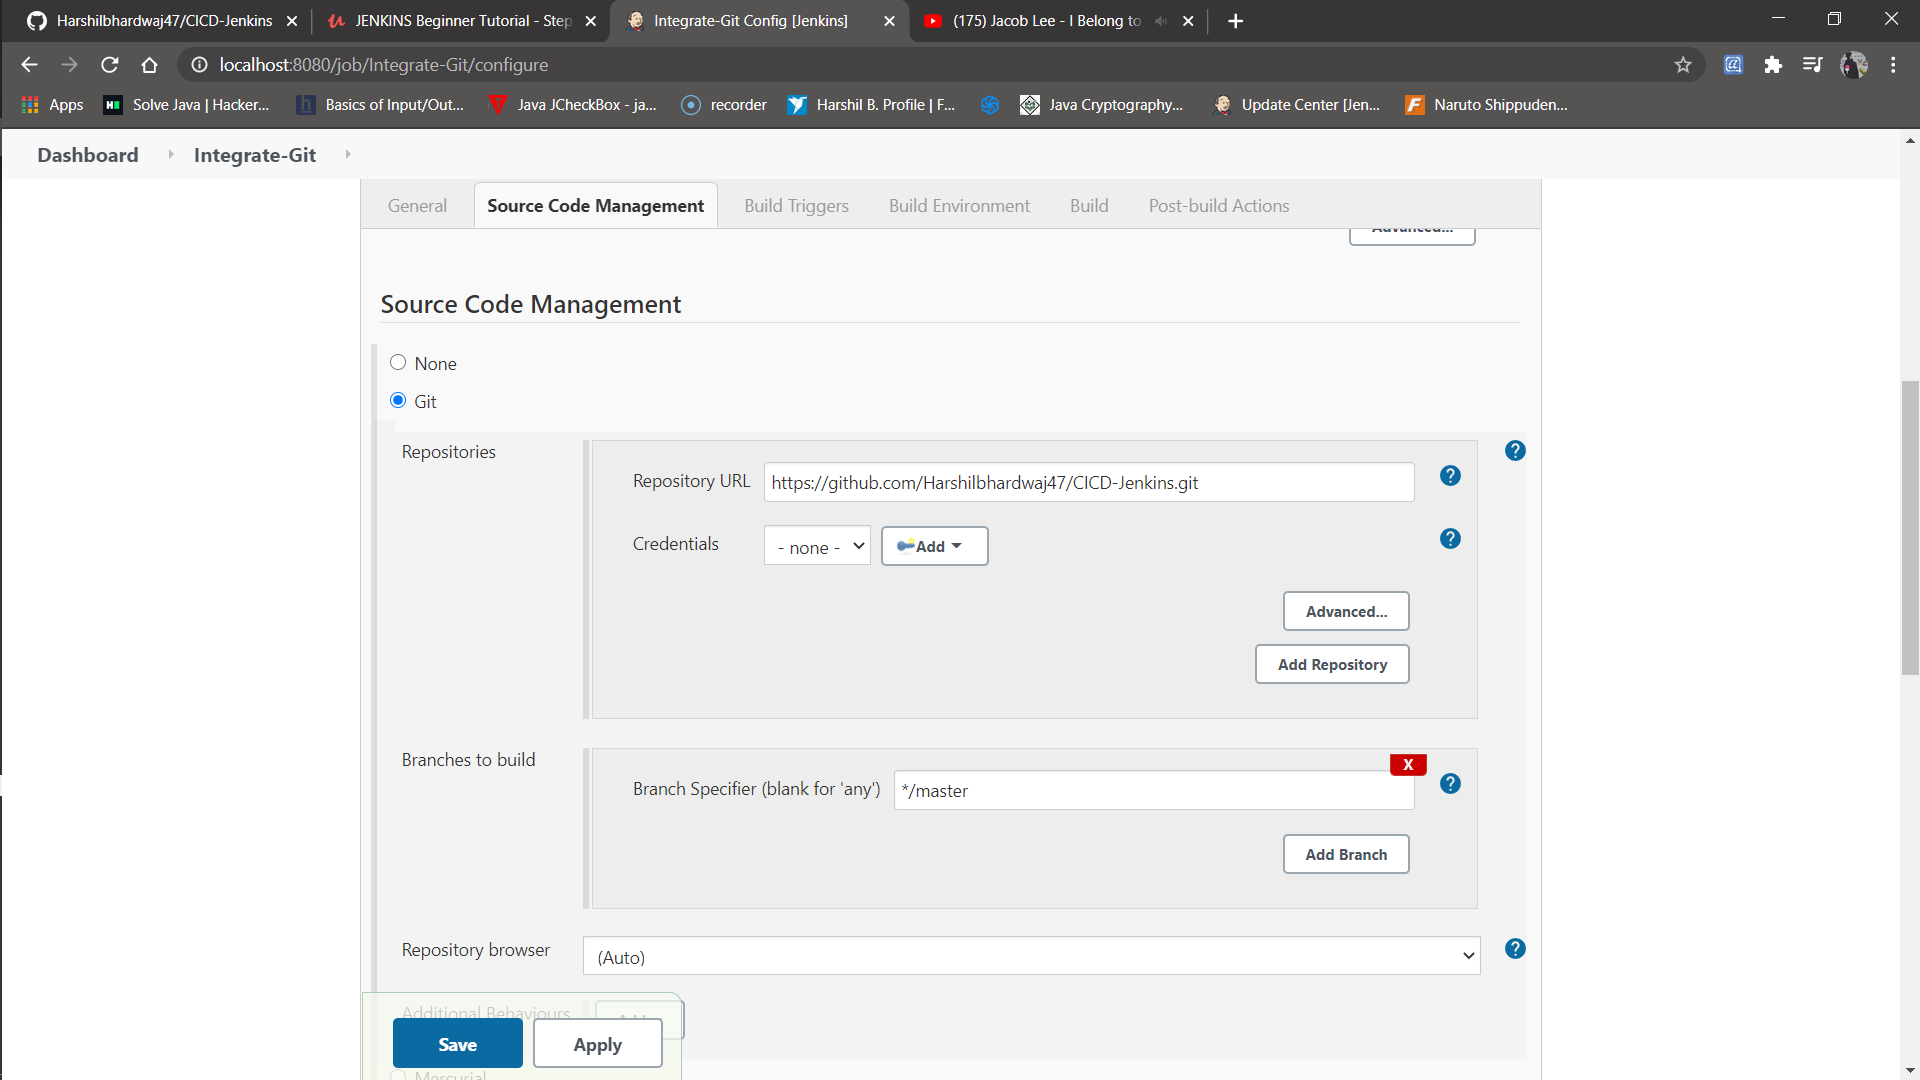 Harshilbhardwaj47/CICD-Jenkins
JENKINS Beginner Tutorial - Step
Integrate-Git Config [Jenkins]
(175) Jacob Lee - I Belong to
localhost:8080/job/Integrate-Git/configure
Apps
Solve Java | Hacker...
Basics of Input/Out...
Java JCheckBox - ja...
recorder
Harshil B. Profile | F...
Java Cryptography...
Update Center [Jen...
Naruto Shippuden...
Dashboard
Integrate-Git
General
Source Code Management
Build Triggers
Build Environment
Build
Post-build Actions
Advanced...
Source Code Management
None
Git
Repositories
Repository URL
https://github.com/Harshilbhardwaj47/CICD-Jenkins.git
Credentials
- none -
Add
Advanced...
Add Repository
Branches to build
X
Branch Specifier (blank for 'any')
*/master
Add Branch
Repository browser
(Auto)
Additional Behaviours
Add
Save
Apply
Mercurial